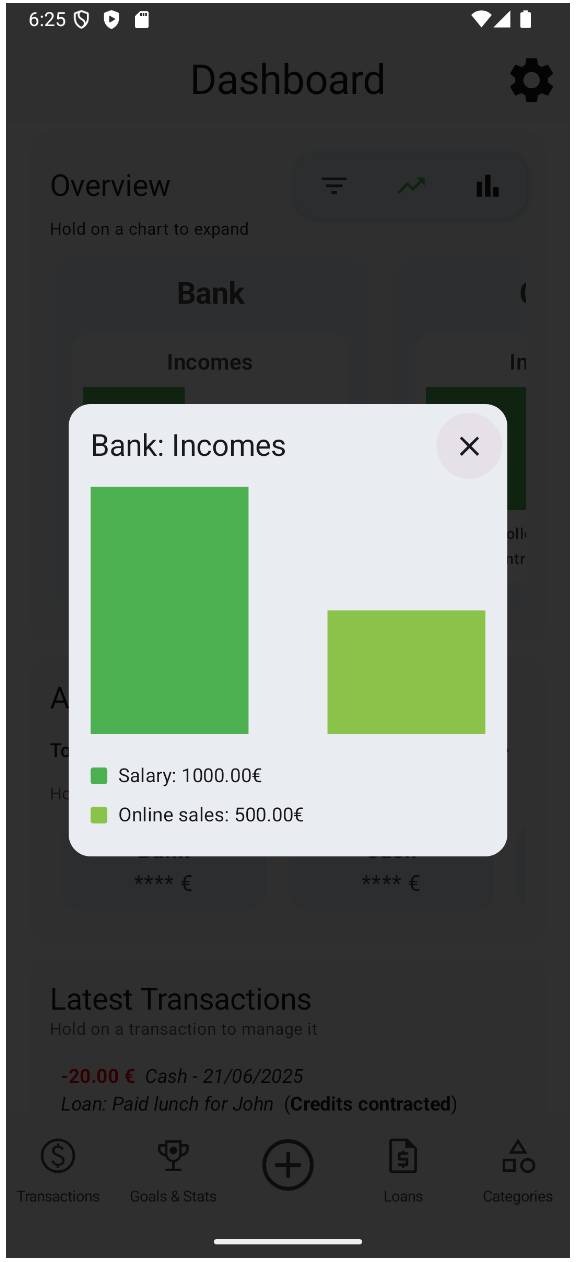 6:25
Dashboard
Overview
Hold on a chart to expand
Bank
Incomes
Bank: Incomes
Salary: 1000.00€
Online sales: 500.00€
**** €
**** €
Latest Transactions
Hold on a transaction to manage it
-20.00 € Cash - 21/06/2025
Loan: Paid lunch for John (Credits contracted)
Transactions
Goals & Stats
Loans
Categories